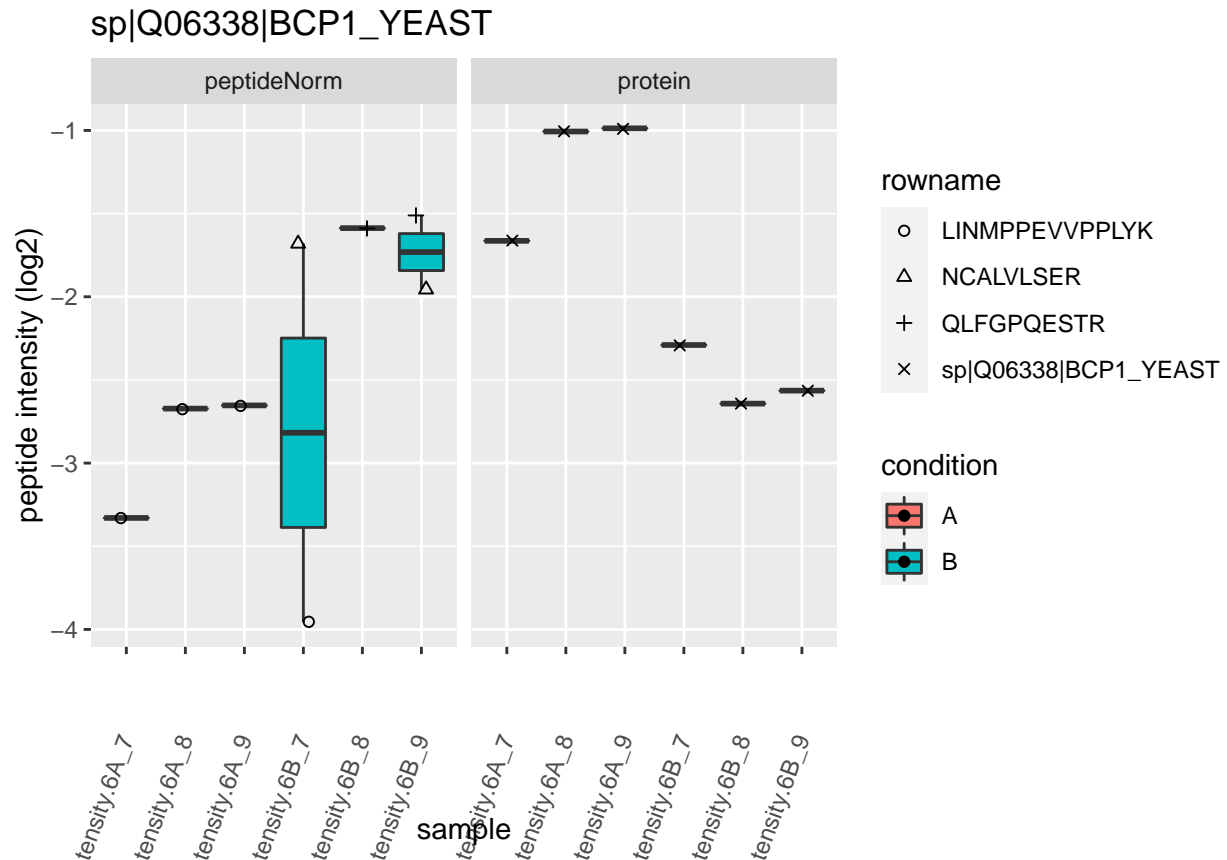 sp|Q06338|BCP1_YEAST
peptideNorm
protein
peptide intensity (log2)
−1
−2
−3
−4
tensity.6A_7
tensity.6A_8
tensity.6A_9
tensity.6B_7
tensity.6B_8
tensity.6B_9
tensity.6A_7
tensity.6A_8
tensity.6A_9
tensity.6B_7
tensity.6B_8
tensity.6B_9
sample
rowname
LINMPPEVVPPLYK
NCALVLSER
QLFGPQESTR
sp|Q06338|BCP1_YEAST
condition
A
B